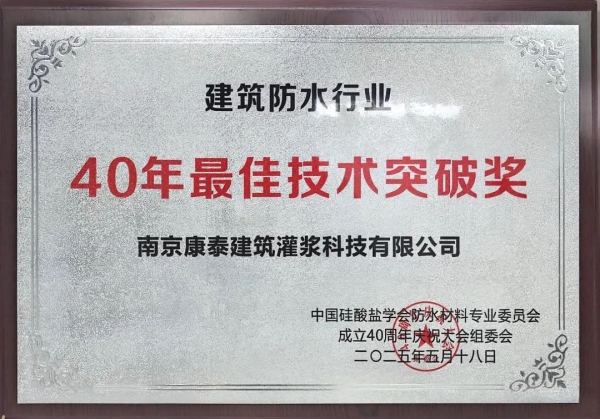 建筑防水行业
40年最佳技术突破奖
南京康泰建筑灌浆科技有限公司
中国硅酸盐学会防水材料专业委员会
成立40周年庆祝大会组委会
二〇二五年五月十八日